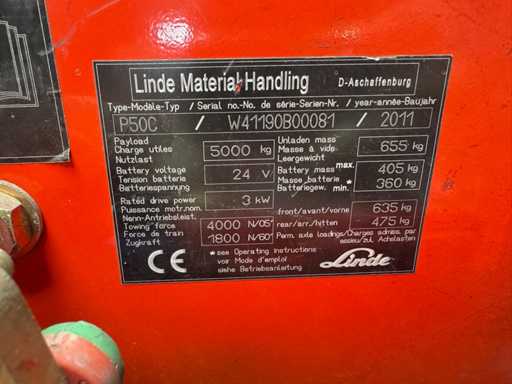 Linde Material Handling D-Aschaffenburg
Type-Modèle-Typ / Serial no.-No. de série-Serien-Nr. / year-année-Baujahr
P50C / W41190B00081 / 2011
Payload
Charge utiles 5000 kg
Nutzlast
Unladen mass
Masse à vide 655 kg
Leergewicht
Battery voltage
Tension batterie 24 V
Batteriespannung
Battery mass max. 405 kg
Masse batterie *
Batteriegew. min. 360 kg
Rated drive power
Puissance mot.nom. 3 kW
Nenn-Antriebsleist.
front/avant/vorne 635 kg
Towing force 4000 N/05'
Force de train
Zugkraft 1800 N/60'
rear/arr./hitten 475 kg
Perm. axle loadings/Charges admiss. par
essieu/zul. Achslasten
* see Operating instructions
voir Mode d'emploi
siehe Betriebsanleitung
CE
Linde